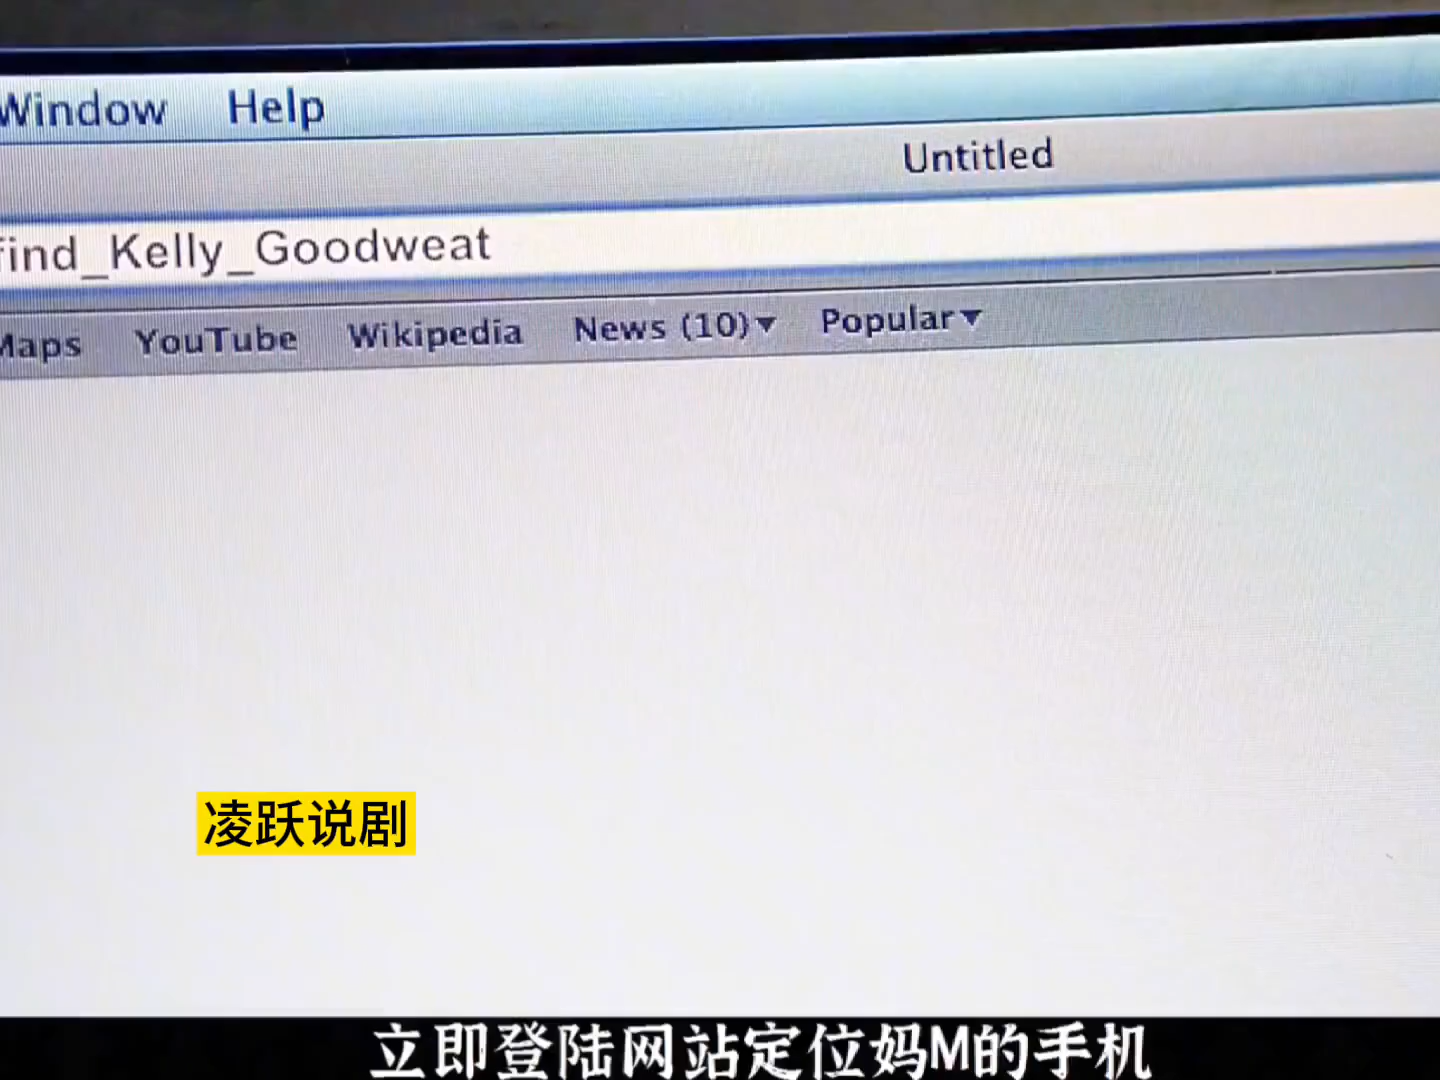 Window Help
Untitled
find_Kelly_Goodweat
Maps YouTube Wikipedia News (10)▼ Popular▼
凌跃说剧
立即登陆网站定位妈M的手机